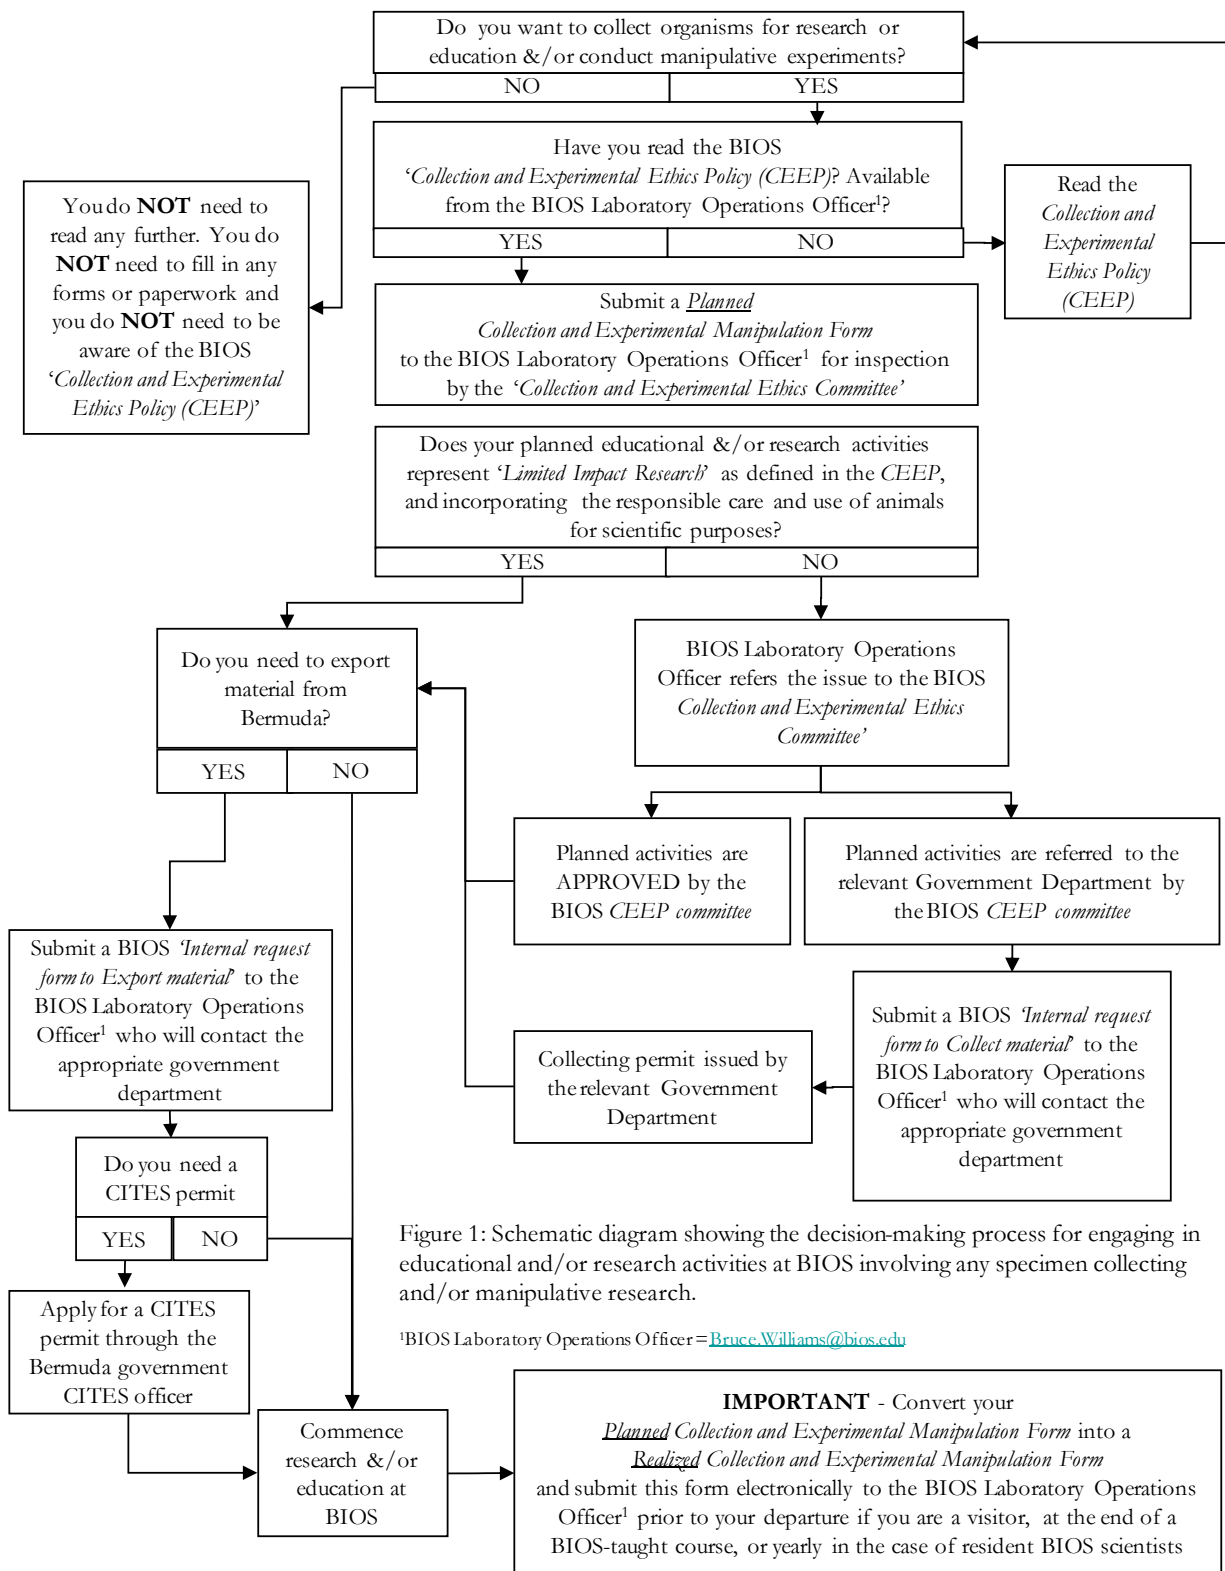 Do you want to collect organisms for research or
education &/or conduct manipulative experiments?
NO
YES
Have you read the BIOS
‘Collection and Experimental Ethics Policy (CEEP)? Available
from the BIOS Laboratory Operations Officer¹?
YES
NO
Read the
Collection and
Experimental
Ethics Policy
(CEEP)
You do NOT need to
read any further. You do
NOT need to fill in any
forms or paperwork and
you do NOT need to be
aware of the BIOS
‘Collection and Experimental
Ethics Policy (CEEP)’
Submit a Planned
Collection and Experimental Manipulation Form
to the BIOS Laboratory Operations Officer¹ for inspection
by the ‘Collection and Experimental Ethics Committee’
Does your planned educational &/or research activities
represent ‘Limited Impact Research’ as defined in the CEEP,
and incorporating the responsible care and use of animals
for scientific purposes?
YES
NO
Do you need to export
material from
Bermuda?
YES
NO
BIOS Laboratory Operations
Officer refers the issue to the BIOS
Collection and Experimental Ethics
Committee’
Planned activities are
APPROVED by the
BIOS CEEP committee
Planned activities are referred to the
relevant Government Department by
the BIOS CEEP committee
Submit a BIOS ‘Internal request
form to Export material’ to the
BIOS Laboratory Operations
Officer¹ who will contact the
appropriate government
department
Collecting permit issued by
the relevant Government
Department
Submit a BIOS ‘Internal request
form to Collect material’ to the
BIOS Laboratory Operations
Officer¹ who will contact the
appropriate government
department
Do you need a
CITES permit
YES
NO
Figure 1: Schematic diagram showing the decision-making process for engaging in
educational and/or research activities at BIOS involving any specimen collecting
and/or manipulative research.
¹BIOS Laboratory Operations Officer = Bruce.Williams@bios.edu
Apply for a CITES
permit through the
Bermuda government
CITES officer
Commence
research &/or
education at
BIOS
IMPORTANT - Convert your
Planned Collection and Experimental Manipulation Form into a
Realized Collection and Experimental Manipulation Form
and submit this form electronically to the BIOS Laboratory Operations
Officer¹ prior to your departure if you are a visitor, at the end of a
BIOS-taught course, or yearly in the case of resident BIOS scientists